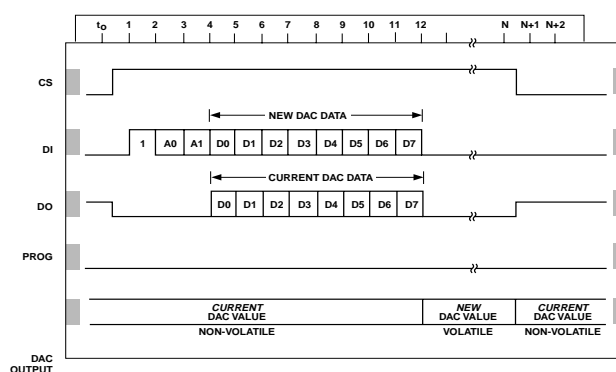 to 1 2 3 4 5 6 7 8 9 10 11 12 N N+1 N+2
CS
NEW DAC DATA
DI 1 A0 A1 D0 D1 D2 D3 D4 D5 D6 D7
CURRENT DAC DATA
DO D0 D1 D2 D3 D4 D5 D6 D7
PROG
CURRENT NEW CURRENT
DAC VALUE DAC VALUE DAC VALUE
NON-VOLATILE VOLATILE NON-VOLATILE
DAC
OUTPUT